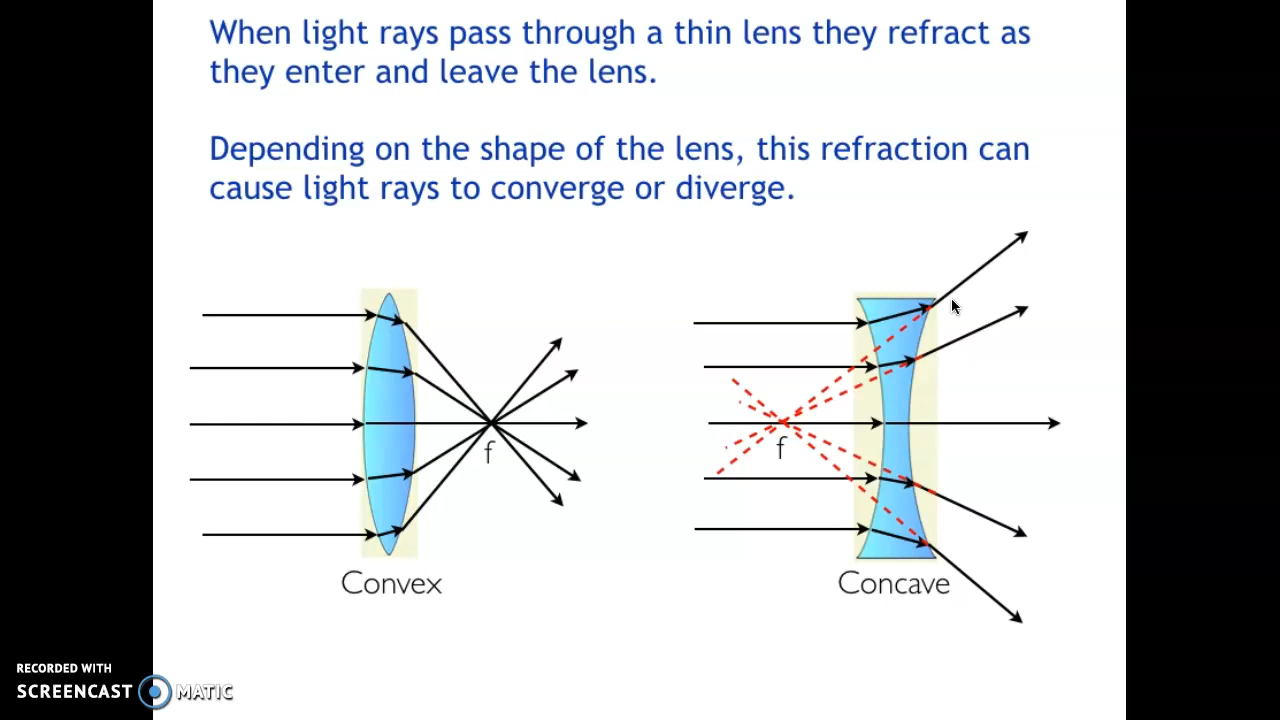 When light rays pass through a thin lens they refract as
they enter and leave the lens.
Depending on the shape of the lens, this refraction can
cause light rays to converge or diverge.
f
f
Convex
Concave
RECORDED WITH
SCREENCAST MATIC